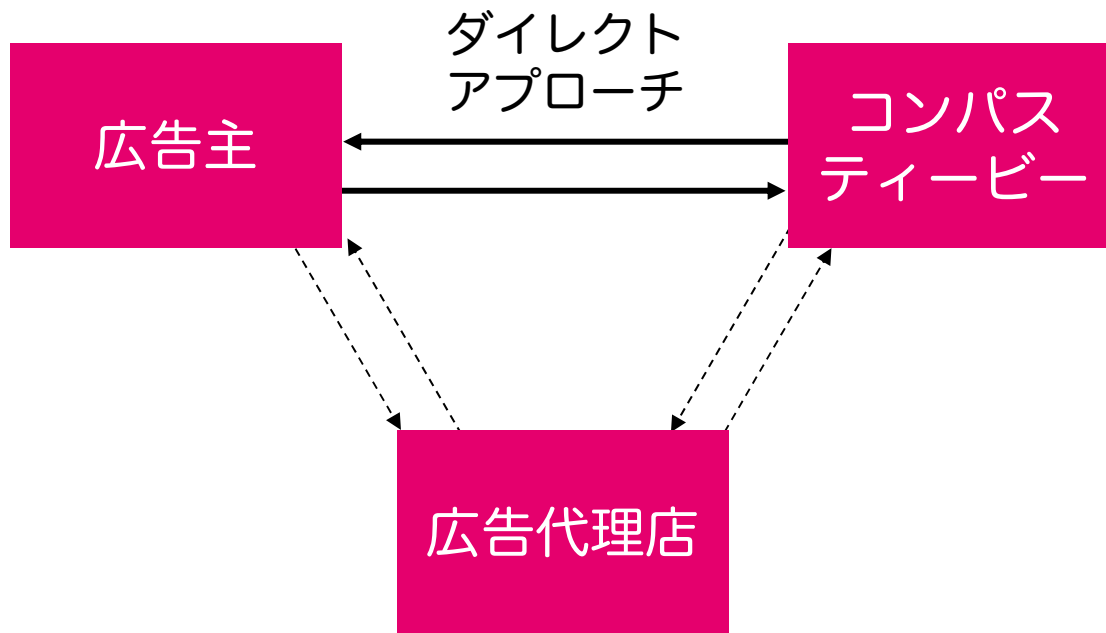 ダイレクト
アプローチ
広告主
コンパス
ティービー
広告代理店